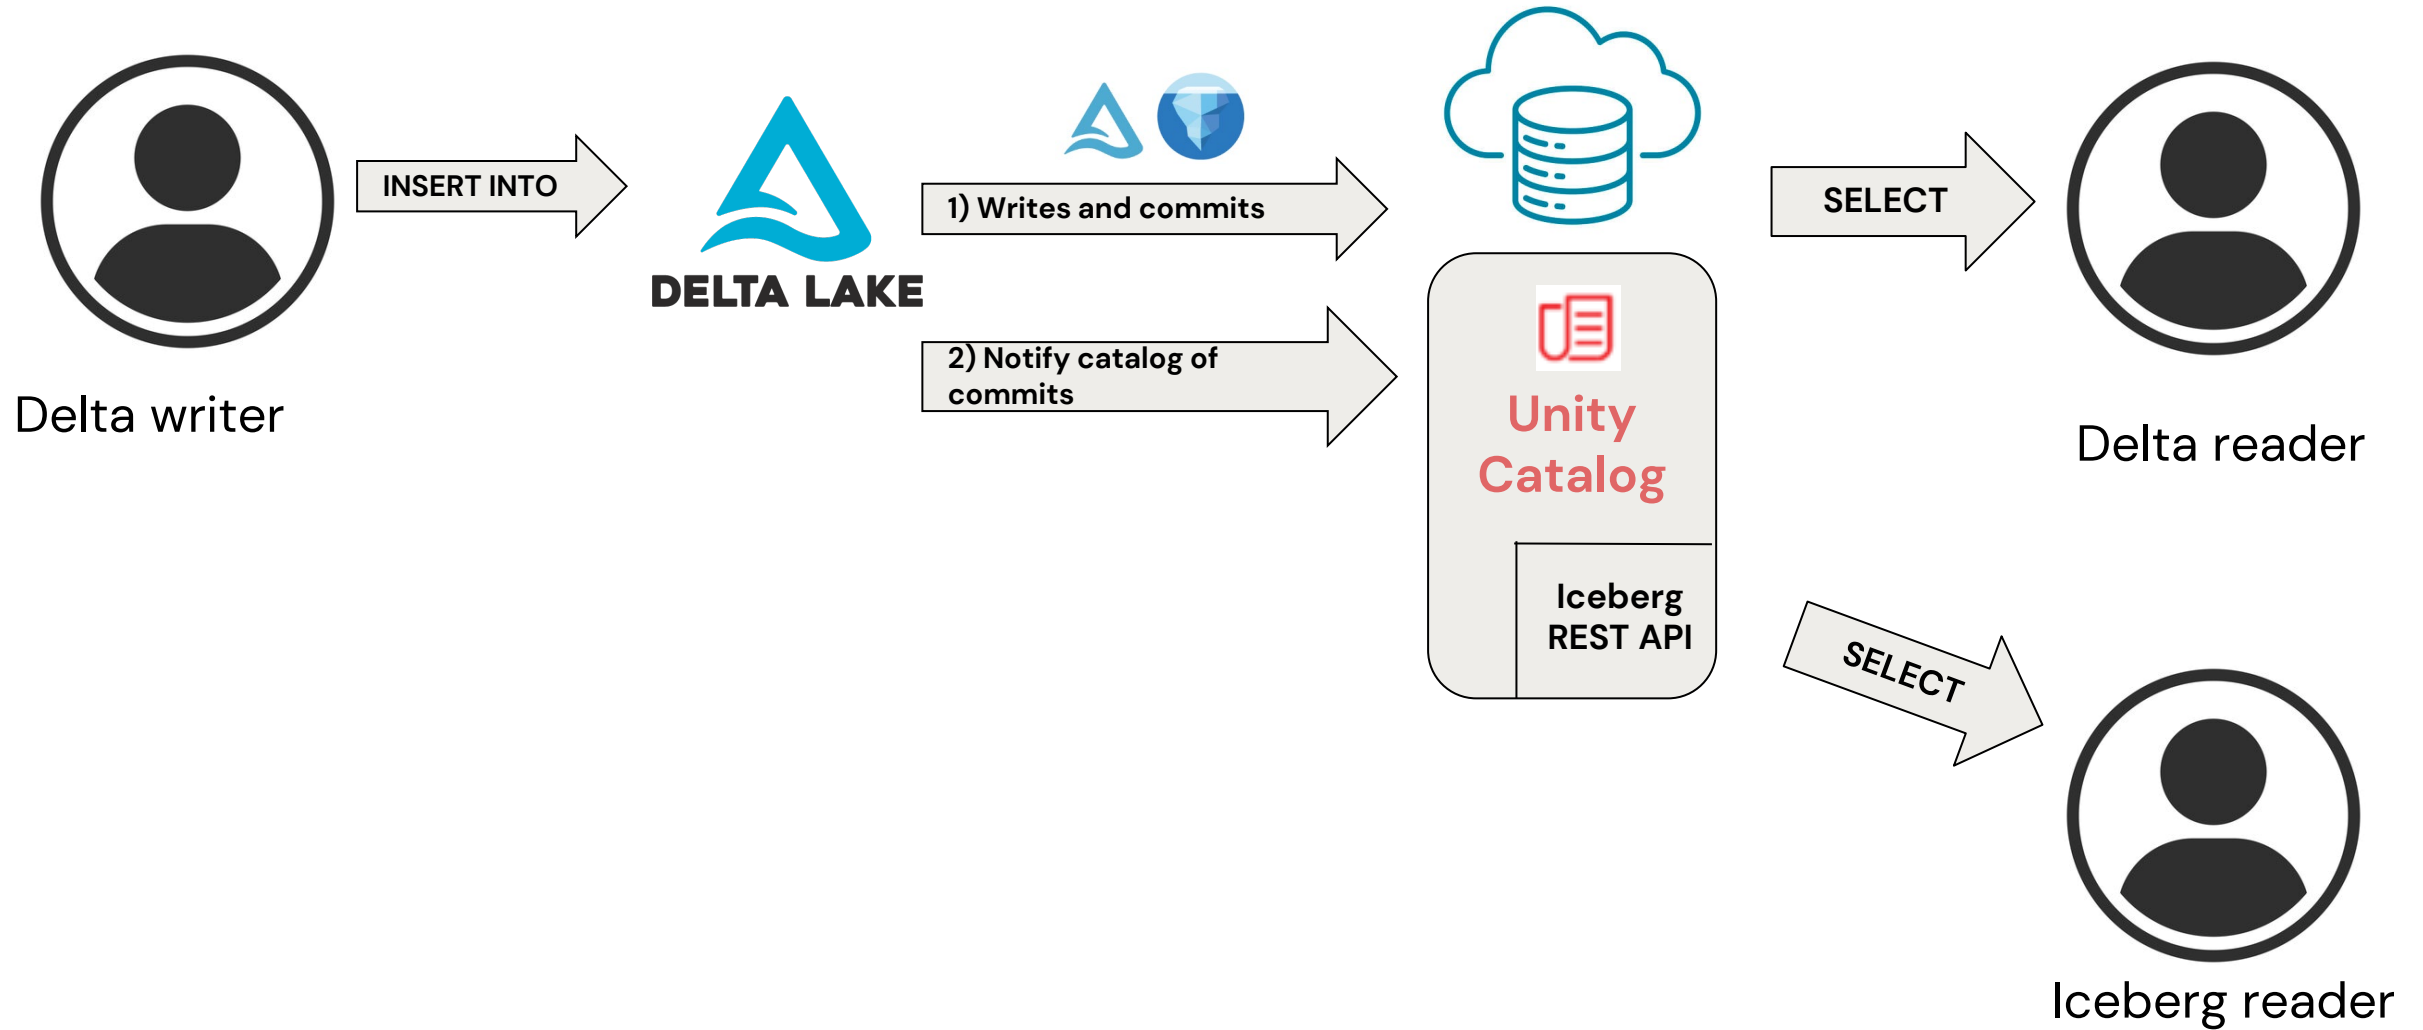 INSERT INTO
Delta writer
DELTA LAKE
1) Writes and commits
2) Notify catalog of
commits
Unity
Catalog
Iceberg
REST API
SELECT
Delta reader
SELECT
Iceberg reader